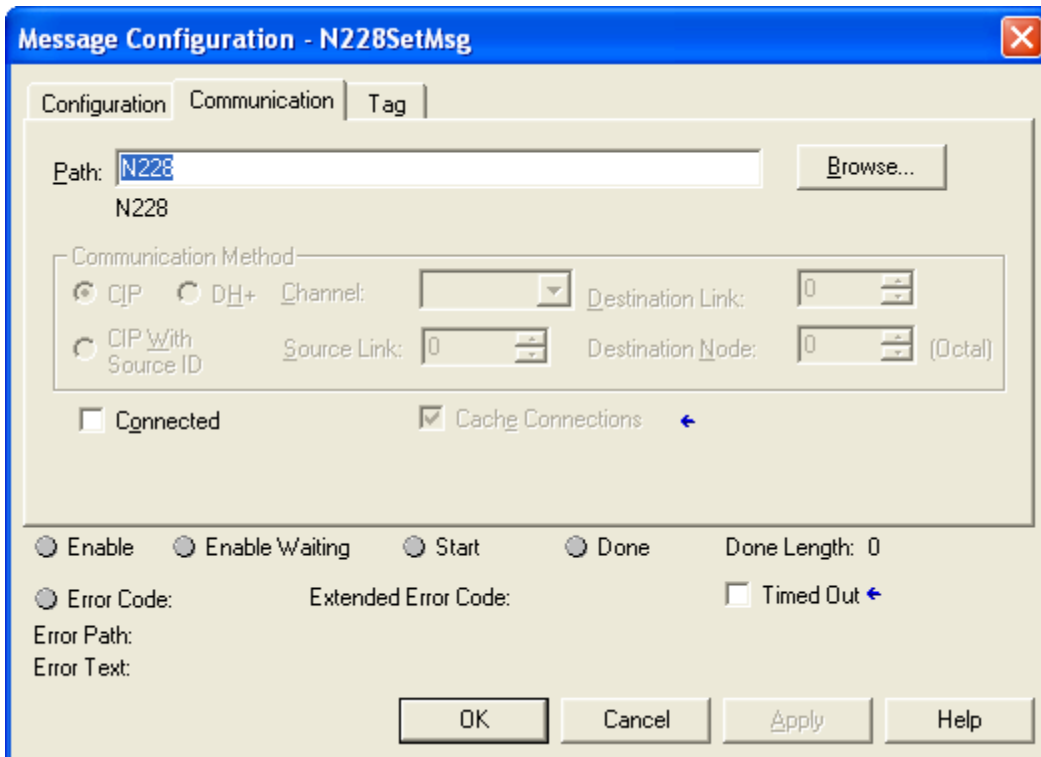 Message Configuration - N228SetMsg
Configuration Communication Tag
Path: N228 Browse...
N228
Communication Method
CIP DH+ Channel: Destination Link: 0
CIP With Source ID Source Link: 0 Destination Node: 0 (Octal)
Connected Cache Connections
Enable Enable Waiting Start Done Done Length: 0
Error Code: Extended Error Code: Timed Out
Error Path:
Error Text:
OK Cancel Apply Help